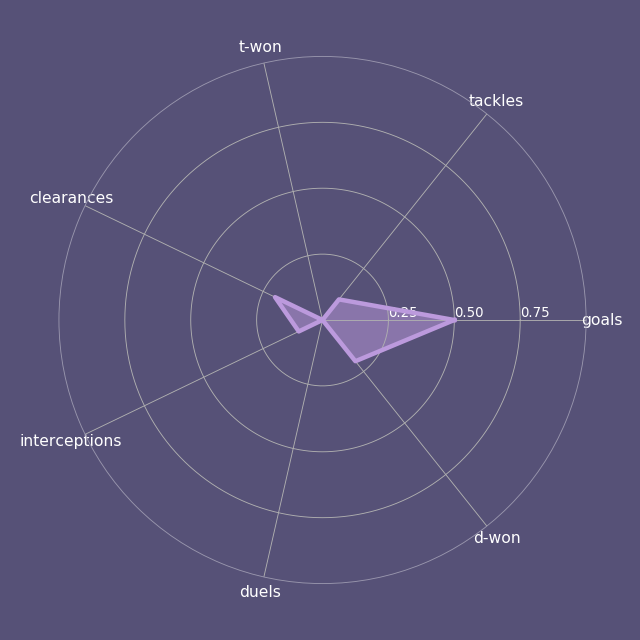 t-won
tackles
clearances
0.25 0.50 0.75
goals
interceptions
d-won
duels